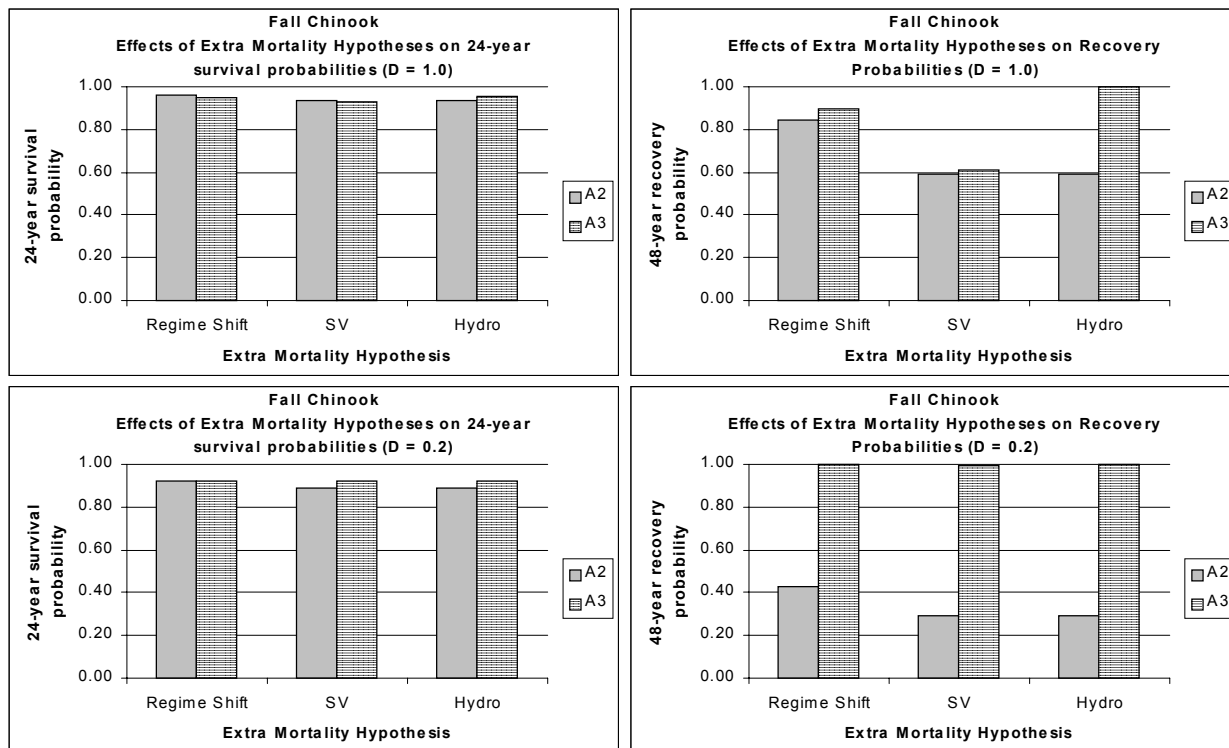 Fall Chinook
Effects of Extra Mortality Hypotheses on 24-year
survival probabilities (D = 1.0)
24-year survival
probability
1.00
0.80
0.60
0.40
0.20
0.00
Regime Shift SV Hydro
Extra Mortality Hypothesis
A2
A3
Fall Chinook
Effects of Extra Mortality Hypotheses on Recovery
Probabilities (D = 1.0)
48-year recovery
probability
1.00
0.80
0.60
0.40
0.20
0.00
Regime Shift SV Hydro
Extra Mortality Hypothesis
A2
A3
Fall Chinook
Effects of Extra Mortality Hypotheses on 24-year
survival probabilities (D = 0.2)
24-year survival
probability
1.00
0.80
0.60
0.40
0.20
0.00
Regime Shift SV Hydro
Extra Mortality Hypothesis
A2
A3
Fall Chinook
Effects of Extra Mortality Hypotheses on Recovery
Probabilities (D = 0.2)
48-year recovery
probability
1.00
0.80
0.60
0.40
0.20
0.00
Regime Shift SV Hydro
Extra Mortality Hypothesis
A2
A3